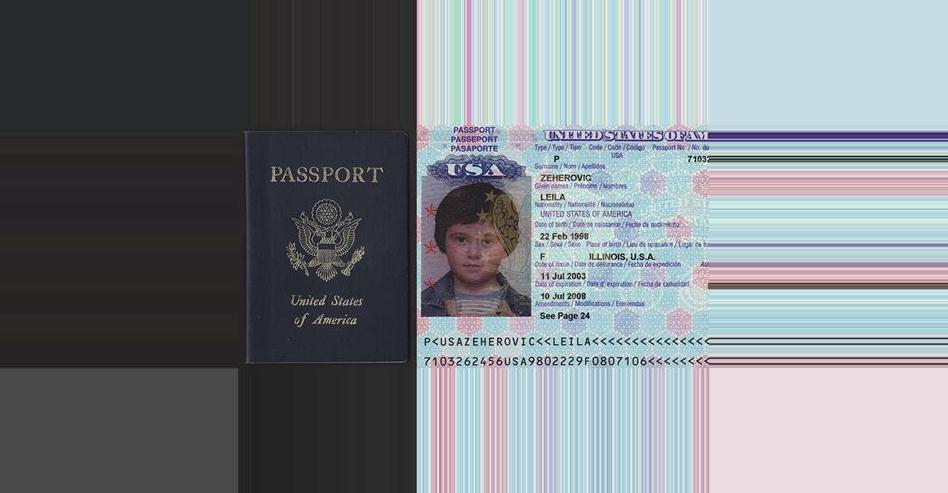 PASSPORT
United States
of America
PASSPORT
PASSEPORT
PASAPORTE
USA
UNITED STATES OF AM
Type / Type / Tipo Code / Code / Código Passport No / No. du
P USA 7103
Surname / Nom / Apellidos
ZEHEROVIC
Given names / Prénoms / Nombres
LEILA
Nationality / Nationalité / Nacionalidad
UNITED STATES OF AMERICA
Date of birth / Date de naissance / Fecha de nacimiento
22 Feb 1998
Sex / Sexe / Sexo Place of birth / Lieu de naissance / Lugar de n
F ILLINOIS, U.S.A.
Date of issue / Date de délivrance / Fecha de expedición Au
11 Jul 2003
Date of expiration / Date d' expiration / Fecha de caducidad
10 Jul 2008
Amendments / Modifications / Enmiendas
See Page 24
P<USAZEHEROVIC<<LEILA<<<<<<<<<<<<<<<
7103262456USA9802229F0807106<<<<<<<